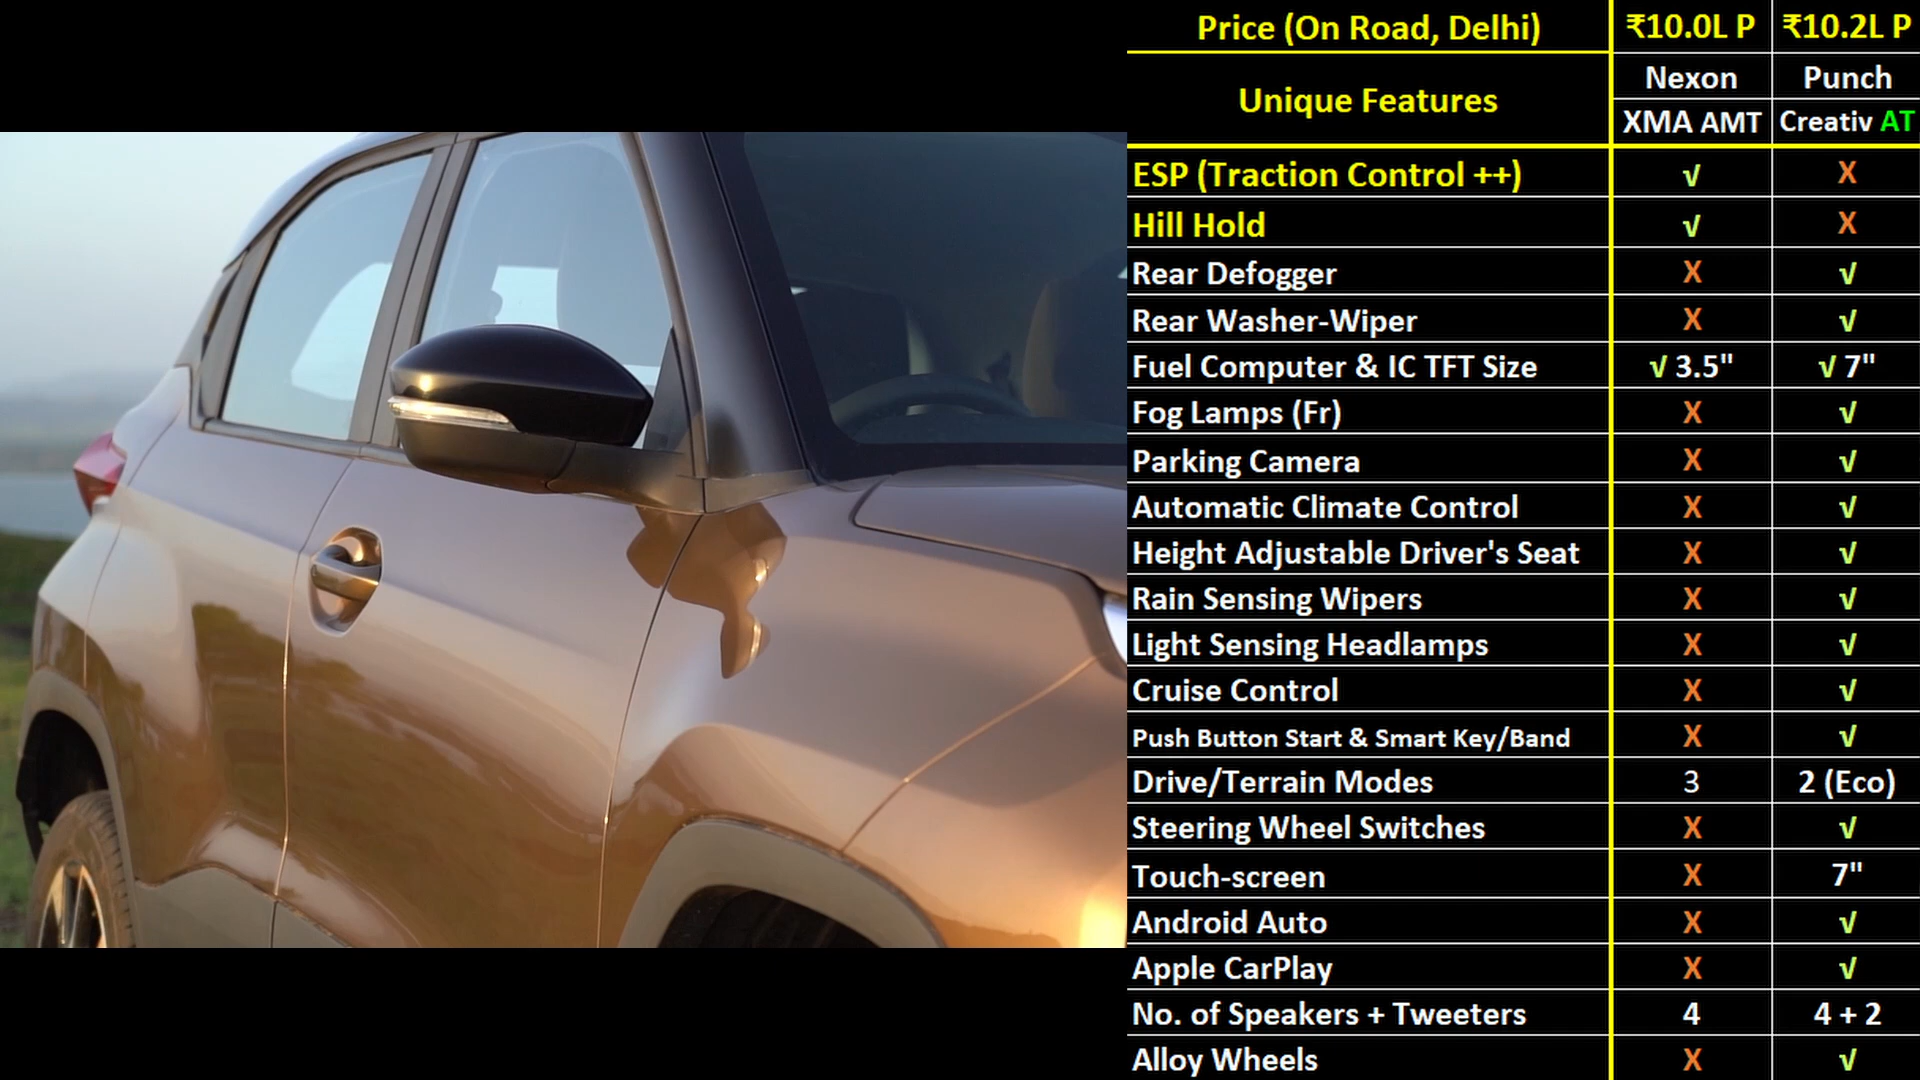 Price (On Road, Delhi) ₹10.0L P ₹10.2L P
Unique Features Nexon Punch
XMA AMT Creativ AT
ESP (Traction Control ++) √ X
Hill Hold √ X
Rear Defogger X √
Rear Washer-Wiper X √
Fuel Computer & IC TFT Size √ 3.5" √ 7"
Fog Lamps (Fr) X √
Parking Camera X √
Automatic Climate Control X √
Height Adjustable Driver's Seat X √
Rain Sensing Wipers X √
Light Sensing Headlamps X √
Cruise Control X √
Push Button Start & Smart Key/Band X √
Drive/Terrain Modes 3 2 (Eco)
Steering Wheel Switches X √
Touch-screen X 7"
Android Auto X √
Apple CarPlay X √
No. of Speakers + Tweeters 4 4 + 2
Alloy Wheels X √